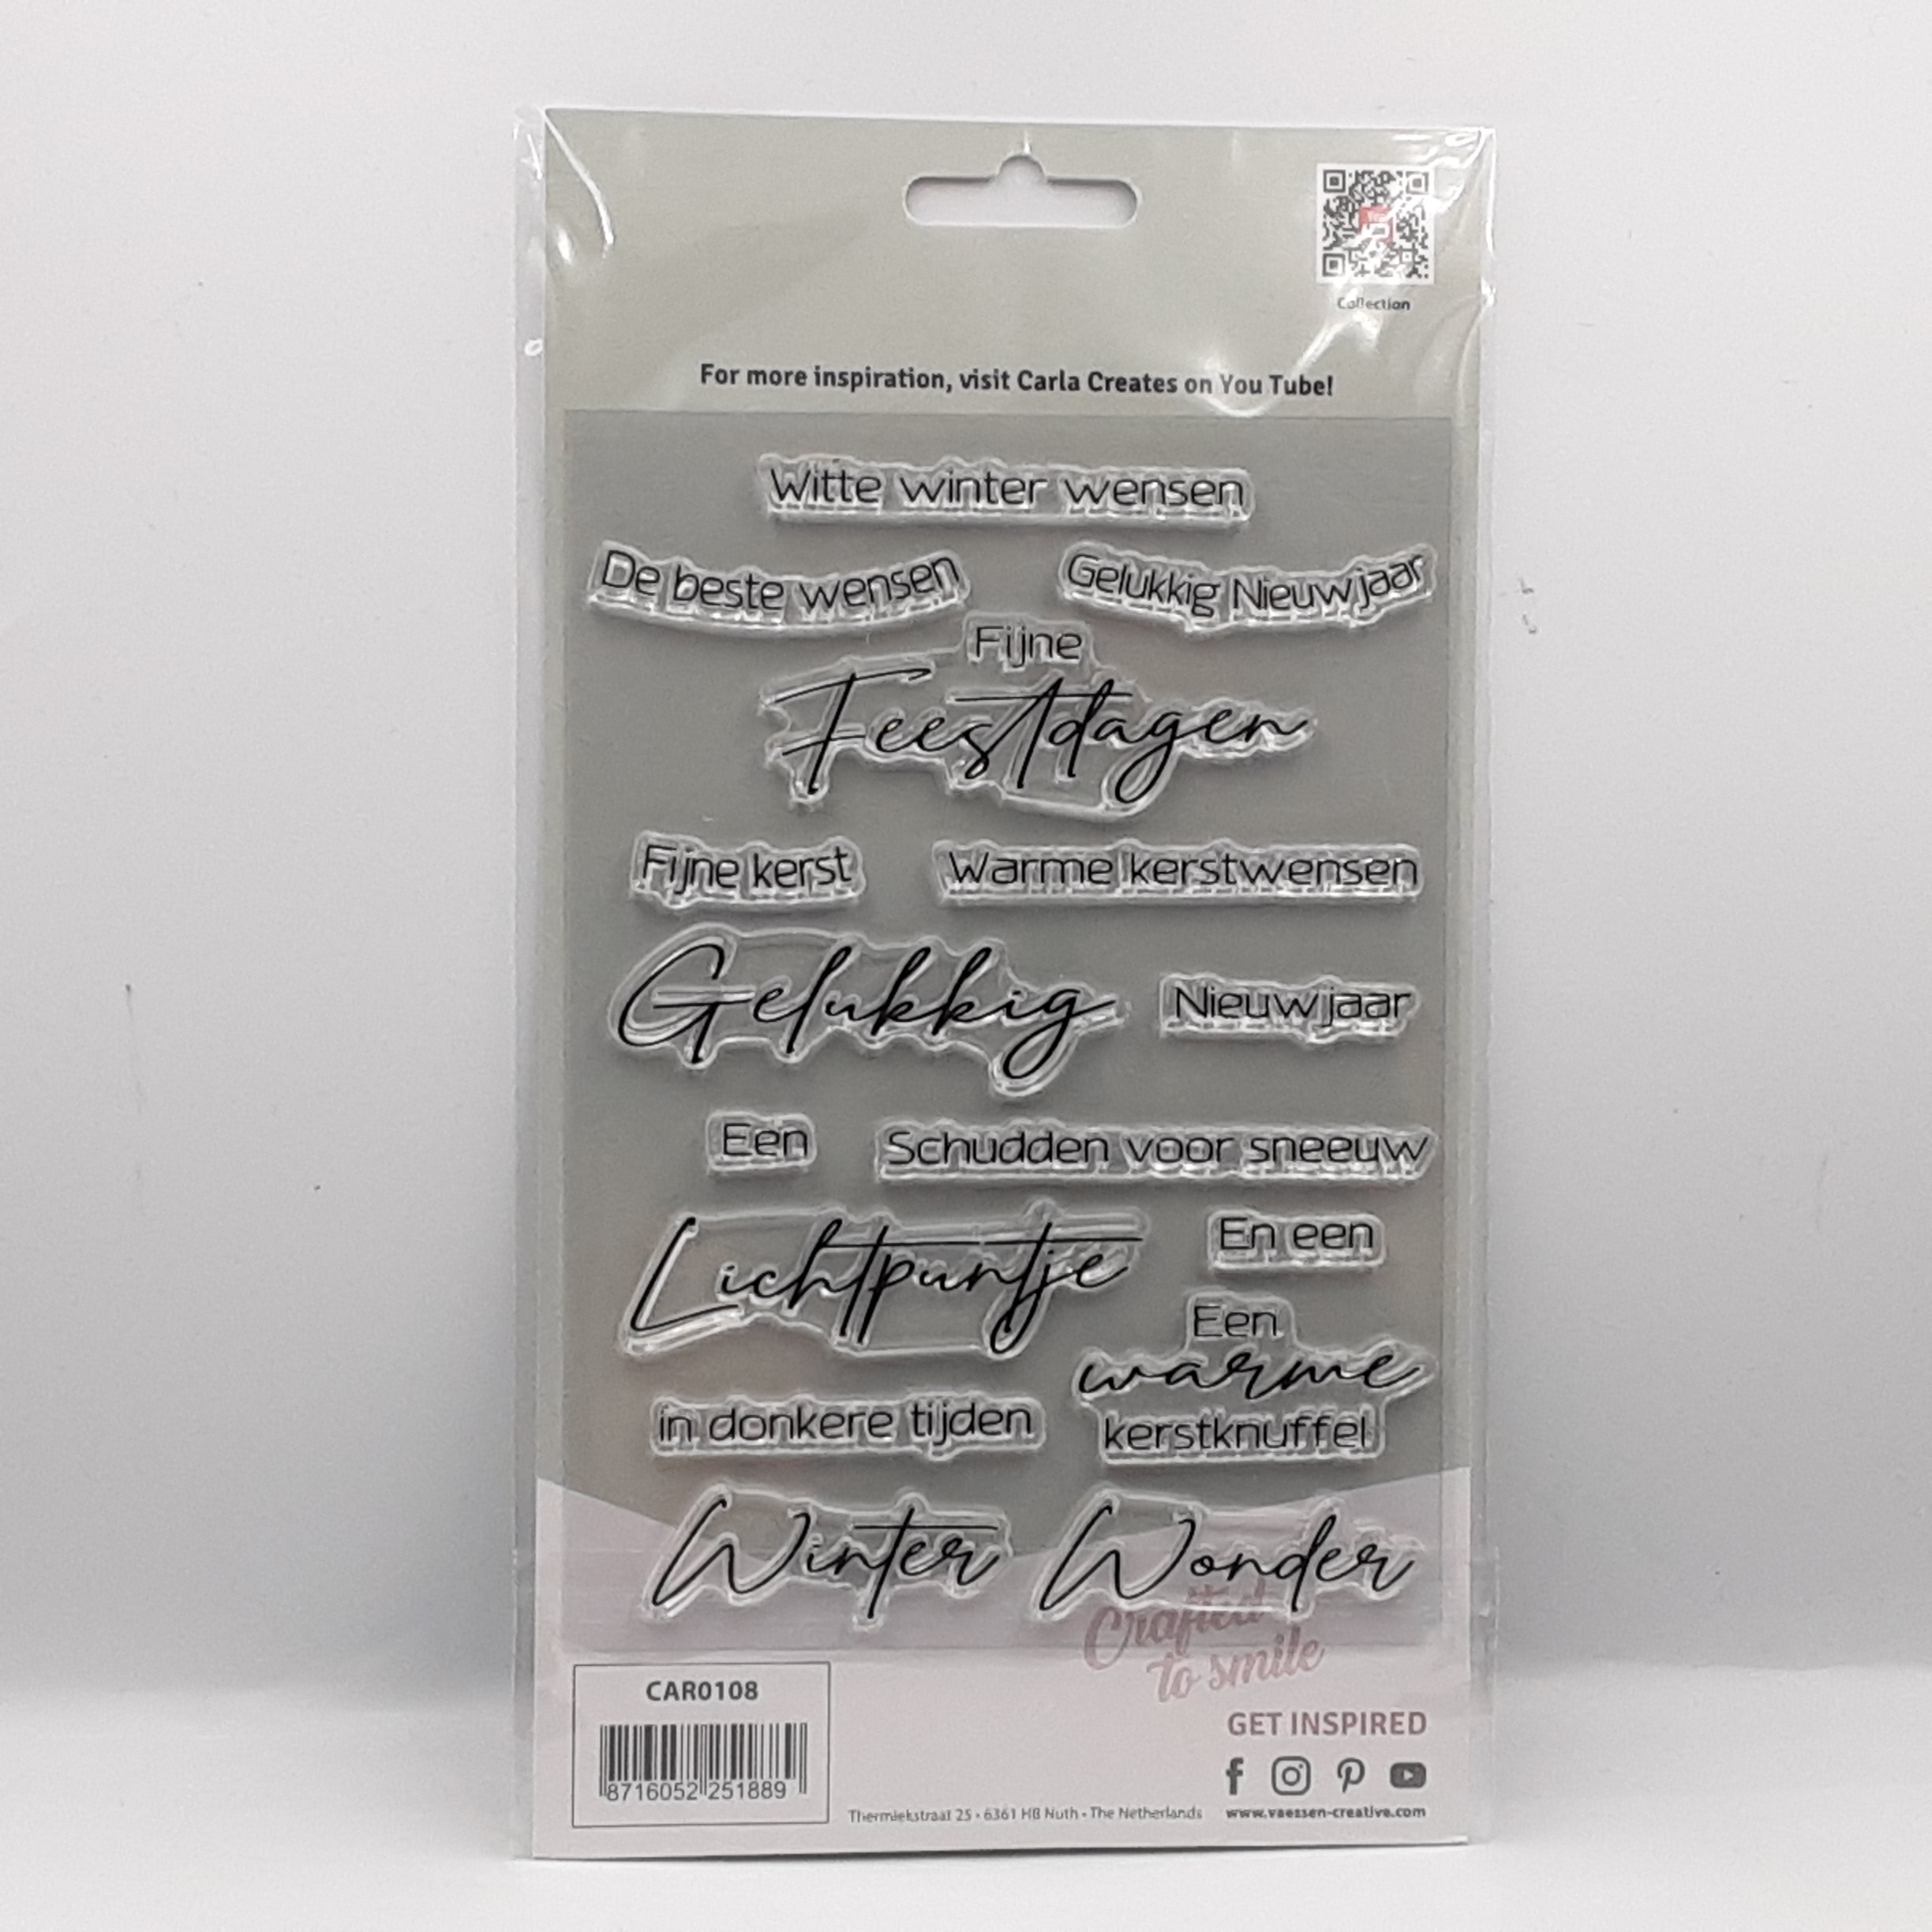 Collection
For more inspiration, visit Carla Creates on You Tube!
Witte winter wensen
De beste wensen
Gelukkig Nieuwjaar
Fijne
Feestdagen
Fijne kerst
Warme kerstwensen
Gelukkig
Nieuwjaar
Een
Schudden voor sneeuw
Lichtpuntje
En een
Een
warme
kerstknuffel
in donkere tijden
Winter
Wonder
Crafted
to smile
CAR0108
8716052 251889
GET INSPIRED
Thermiekstraat 25 • 6361 HB Nuth • The Netherlands
www.vaessen-creative.com